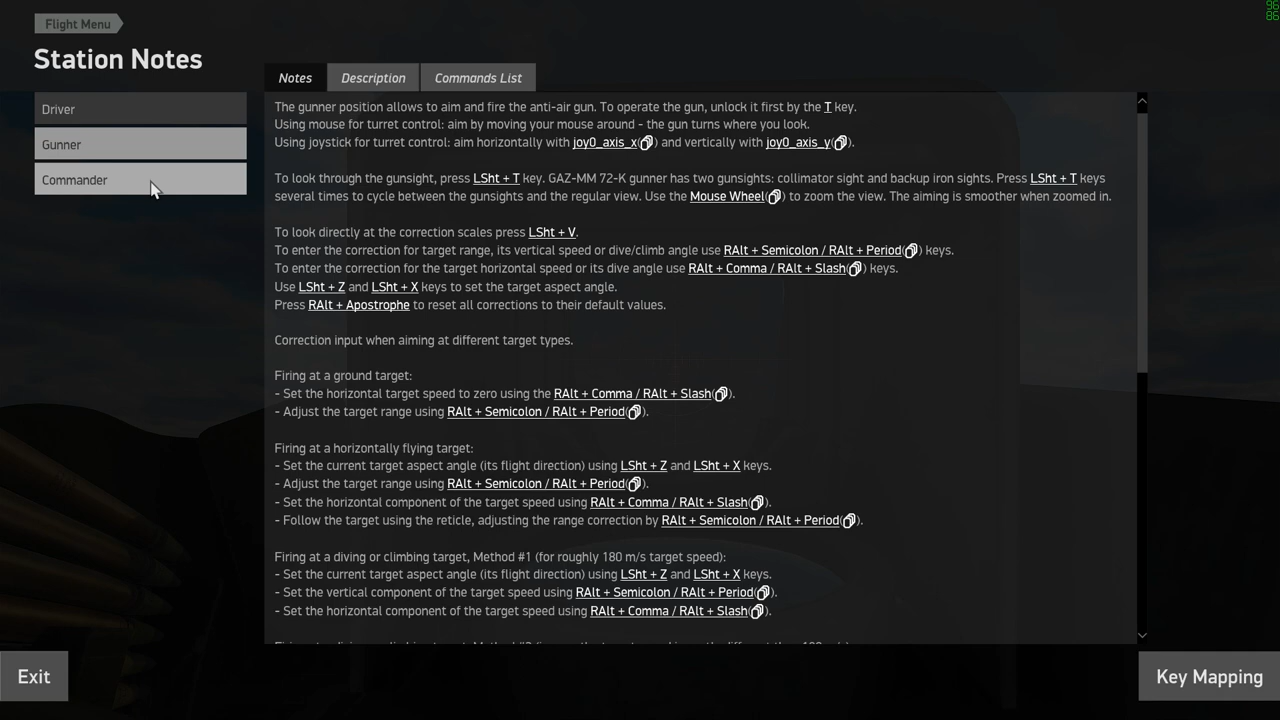 Flight Menu
Station Notes
Driver
Gunner
Commander
Notes
Description
Commands List
The gunner position allows to aim and fire the anti-air gun. To operate the gun, unlock it first by the T key.
Using mouse for turret control: aim by moving your mouse around - the gun turns where you look.
Using joystick for turret control: aim horizontally with joy0_axis_x() and vertically with joy0_axis_y().
To look through the gunsight, press LSht + T key. GAZ-MM 72-K gunner has two gunsights: collimator sight and backup iron sights. Press LSht + T keys
several times to cycle between the gunsights and the regular view. Use the Mouse Wheel() to zoom the view. The aiming is smoother when zoomed in.
To look directly at the correction scales press LSht + V.
To enter the correction for target range, its vertical speed or dive/climb angle use RAlt + Semicolon / RAlt + Period() keys.
To enter the correction for the target horizontal speed or its dive angle use RAlt + Comma / RAlt + Slash() keys.
Use LSht + Z and LSht + X keys to set the target aspect angle.
Press RAlt + Apostrophe to reset all corrections to their default values.
Correction input when aiming at different target types.
Firing at a ground target:
- Set the horizontal target speed to zero using the RAlt + Comma / RAlt + Slash().
- Adjust the target range using RAlt + Semicolon / RAlt + Period().
Firing at a horizontally flying target:
- Set the current target aspect angle (its flight direction) using LSht + Z and LSht + X keys.
- Adjust the target range using RAlt + Semicolon / RAlt + Period().
- Set the horizontal component of the target speed using RAlt + Comma / RAlt + Slash().
- Follow the target using the reticle, adjusting the range correction by RAlt + Semicolon / RAlt + Period().
Firing at a diving or climbing target, Method #1 (for roughly 180 m/s target speed):
- Set the current target aspect angle (its flight direction) using LSht + Z and LSht + X keys.
- Set the vertical component of the target speed using RAlt + Semicolon / RAlt + Period().
- Set the horizontal component of the target speed using RAlt + Comma / RAlt + Slash().
Exit
Key Mapping
96
86